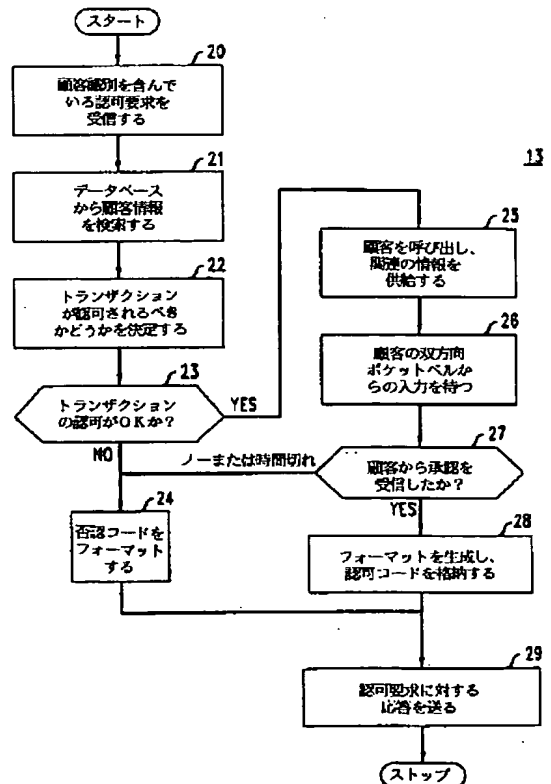 スタート
20
顧客識別を含んで
いる認可要求を
受信する
21
データベース
から顧客情報
を検索する
22
トランザクション
が認可されるべき
かどうかを決定する
23
トランザクション
の認可がOKか?
YES
NO
24
否認コードを
フォーマット
する
13
25
顧客を呼び出し、
関連の情報を
供給する
26
顧客の双方向
ポケットベルか
らの入力を待つ
27
顧客から承認を
受信したか?
ノーまたは時間切れ
YES
28
フォーマットを生成し、
認可コードを格納する
29
認可要求に対する
応答を送る
ストップ